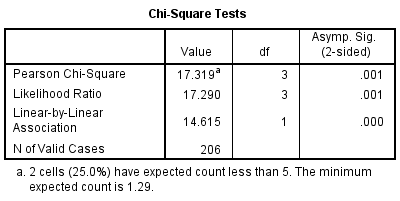 Chi-Square Tests
Value df Asymp. Sig. (2-sided)
Pearson Chi-Square 17.319a 3 .001
Likelihood Ratio 17.290 3 .001
Linear-by-Linear Association 14.615 1 .000
N of Valid Cases 206
a. 2 cells (25.0%) have expected count less than 5. The minimum
expected count is 1.29.